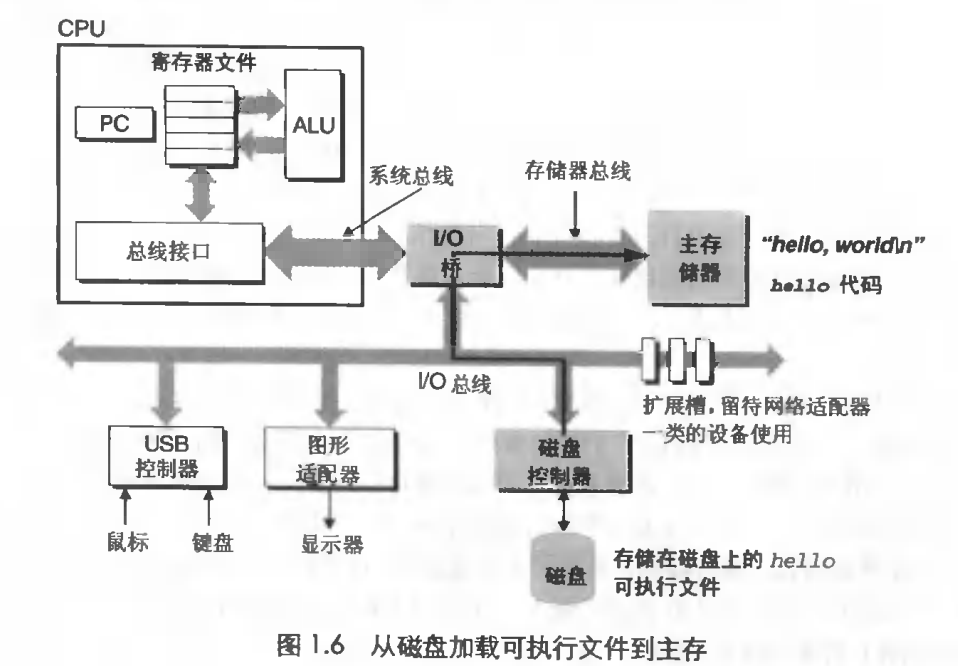 CPU
寄存器文件
PC
ALU
系统总线
存储器总线
总线接口
I/O
桥
主存
储器
“hello, world\n”
hello 代码
I/O 总线
扩展槽，留待网络适配器
一类的设备使用
USB
控制器
图形
适配器
磁盘
控制器
鼠标
键盘
显示器
磁盘
存储在磁盘上的 hello
可执行文件
图 1.6 从磁盘加载可执行文件到主存